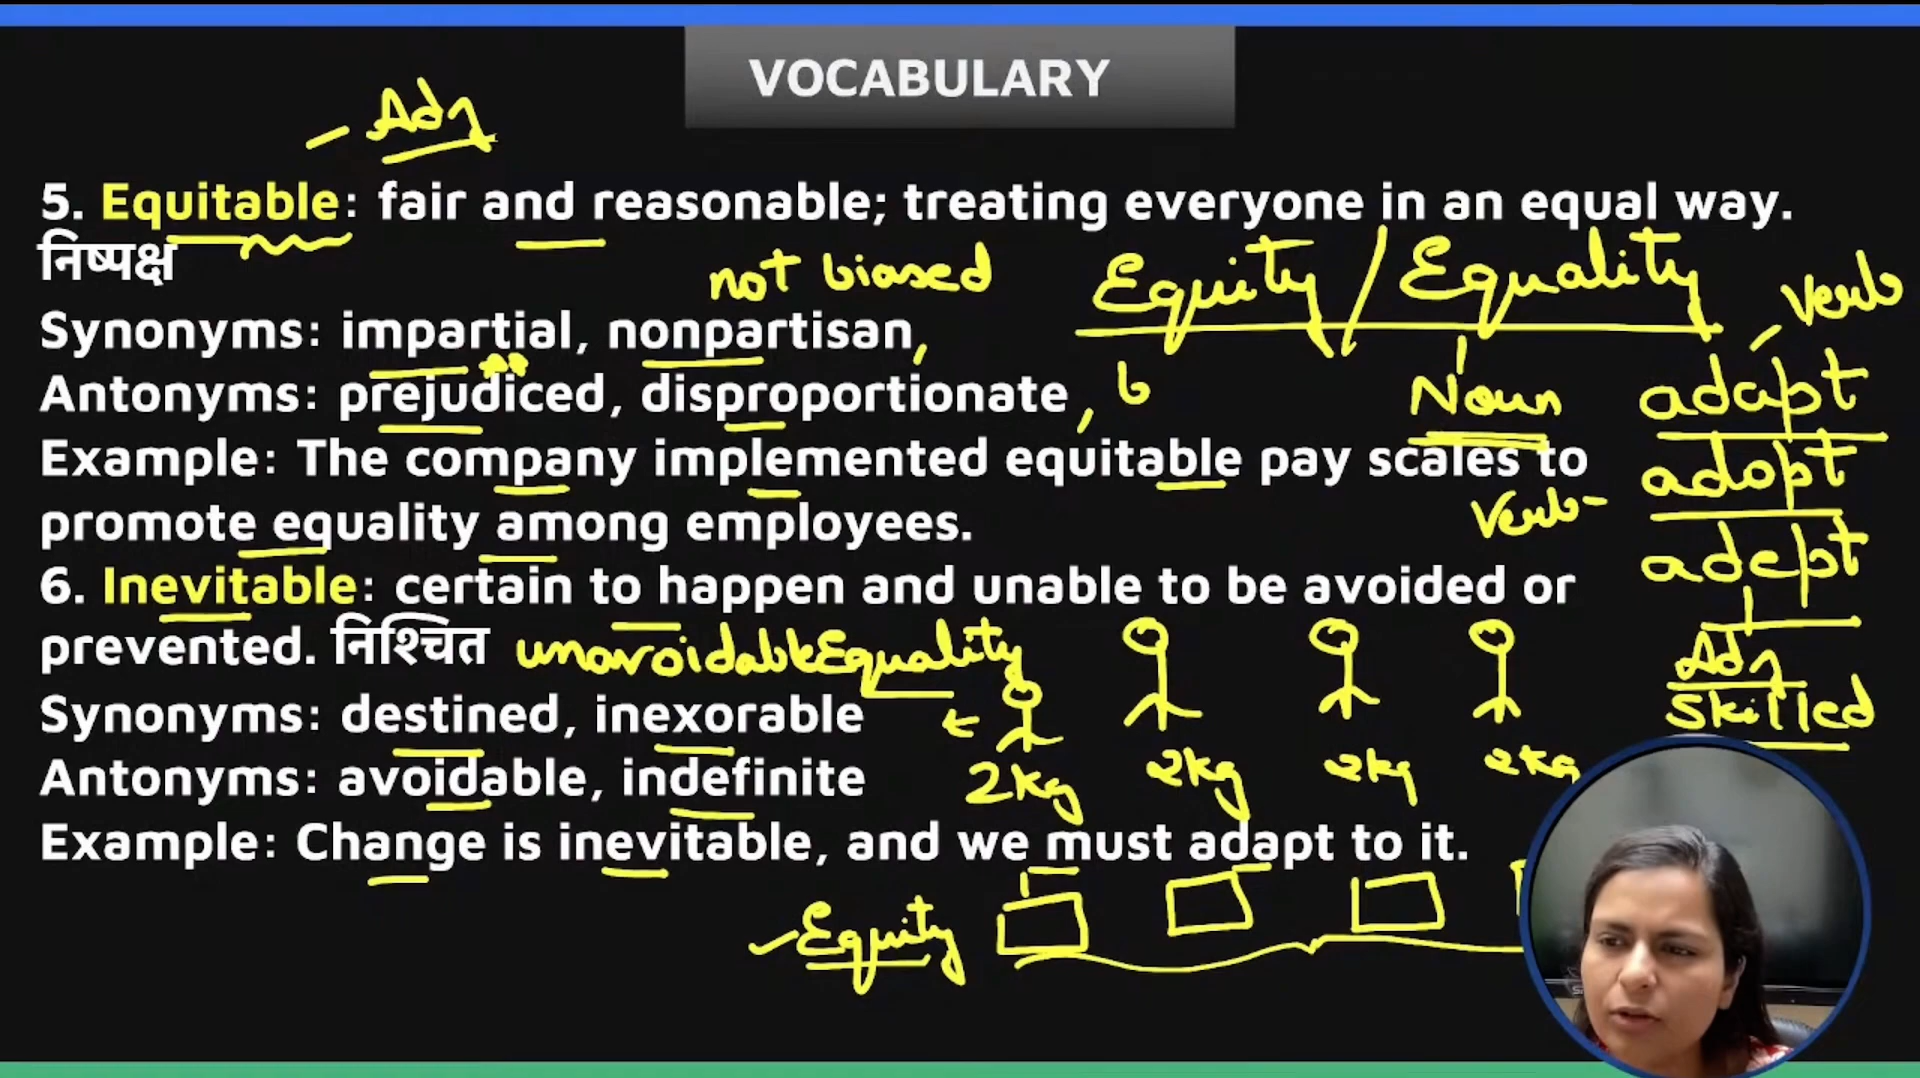 VOCABULARY
- Adj
5. Equitable: fair and reasonable; treating everyone in an equal way.
निष्पक्ष
not biased
Equity / Equality
Verb
Synonyms: impartial, nonpartisan,
Noun
adapt
Antonyms: prejudiced, disproportionate,
Example: The company implemented equitable pay scales to
adopt
Verb-
promote equality among employees.
adept
6. Inevitable: certain to happen and unable to be avoided or
prevented. निश्चित unavoidable Equality
Adj
skilled
Synonyms: destined, inexorable
2kg 2kg 2kg 2kg
Antonyms: avoidable, indefinite
Example: Change is inevitable, and we must adapt to it.
Equity